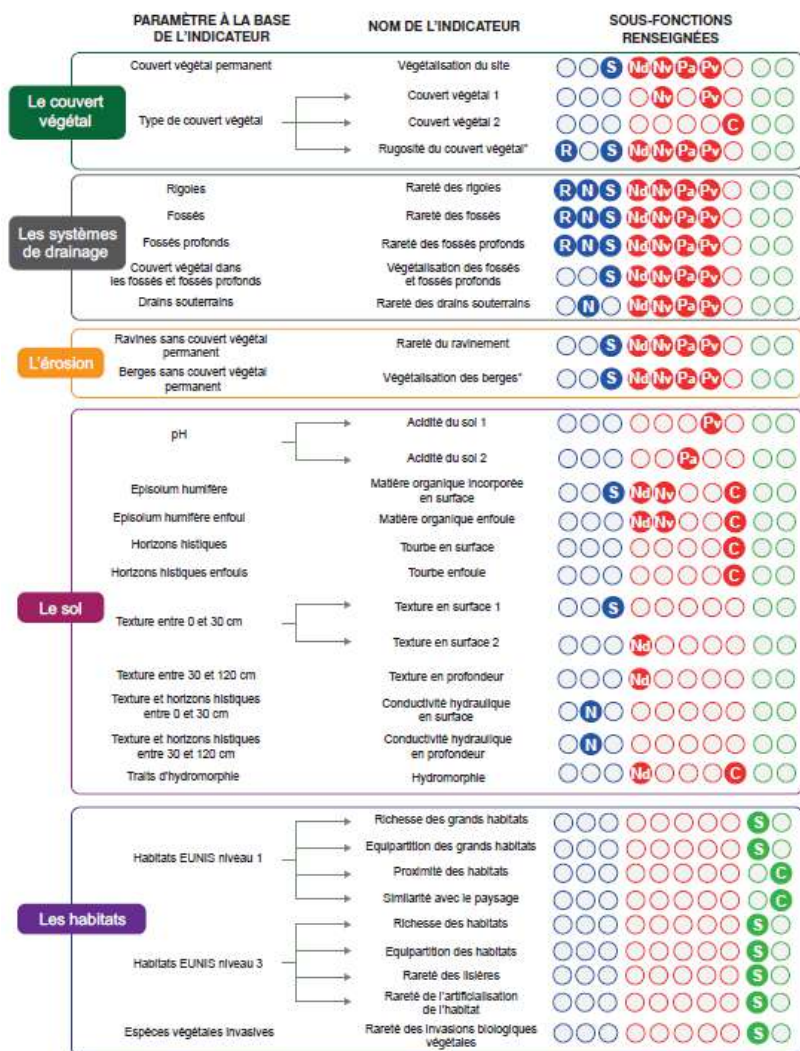 PARAMÈTRE À LA BASE
DE L'INDICATEUR
NOM DE L'INDICATEUR
SOUS-FONCTIONS
RENSEIGNÉES
Le couvert
végétal
Couvert végétal permanent
Végétalisation du site
S Nd Nv Pa Pv
Type de couvert végétal
Couvert végétal 1
Nv Pv
Couvert végétal 2
C
Rugosité du couvert végétal*
R S Nd Nv Pa Pv
Les systèmes
de drainage
Rigoles
Rareté des rigoles
R N S Nd Nv Pa Pv
Fossés
Rareté des fossés
R N S Nd Nv Pa Pv
Fossés profonds
Rareté des fossés profonds
R N S Nd Nv Pa Pv
Couvert végétal dans
les fossés et fossés profonds
Végétalisation des fossés
et fossés profonds
S Nd Nv Pa Pv
Drains souterrains
Rareté des drains souterrains
N Nd Nv Pa Pv
L'érosion
Ravines sans couvert végétal
permanent
Rareté du ravinement
S Nd Nv Pa Pv
Berges sans couvert végétal
permanent
Végétalisation des berges*
S Nd Nv Pa Pv
Le sol
pH
Acidité du sol 1
Pv
Acidité du sol 2
Pa
Episolum humifère
Matière organique incorporée
en surface
S Nd Nv C
Episolum humifère enfoui
Matière organique enfouie
Nd Nv C
Horizons histiques
Tourbe en surface
C
Horizons histiques enfouis
Tourbe enfouie
C
Texture entre 0 et 30 cm
Texture en surface 1
S
Texture en surface 2
Nd
Texture entre 30 et 120 cm
Texture en profondeur
Nd
Texture et horizons histiques
entre 0 et 30 cm
Conductivité hydraulique
en surface
N
Texture et horizons histiques
entre 30 et 120 cm
Conductivité hydraulique
en profondeur
N
Traits d'hydromorphie
Hydromorphie
Nd C
Les habitats
Habitats EUNIS niveau 1
Richesse des grands habitats
S
Equipartition des grands habitats
S
Proximité des habitats
C
Similarité avec le paysage
C
Habitats EUNIS niveau 3
Richesse des habitats
S
Equipartition des habitats
S
Rareté des lisières
S
Rareté de l'artificialisation
de l'habitat
S
Espèces végétales invasives
Rareté des invasions biologiques
végétales
S